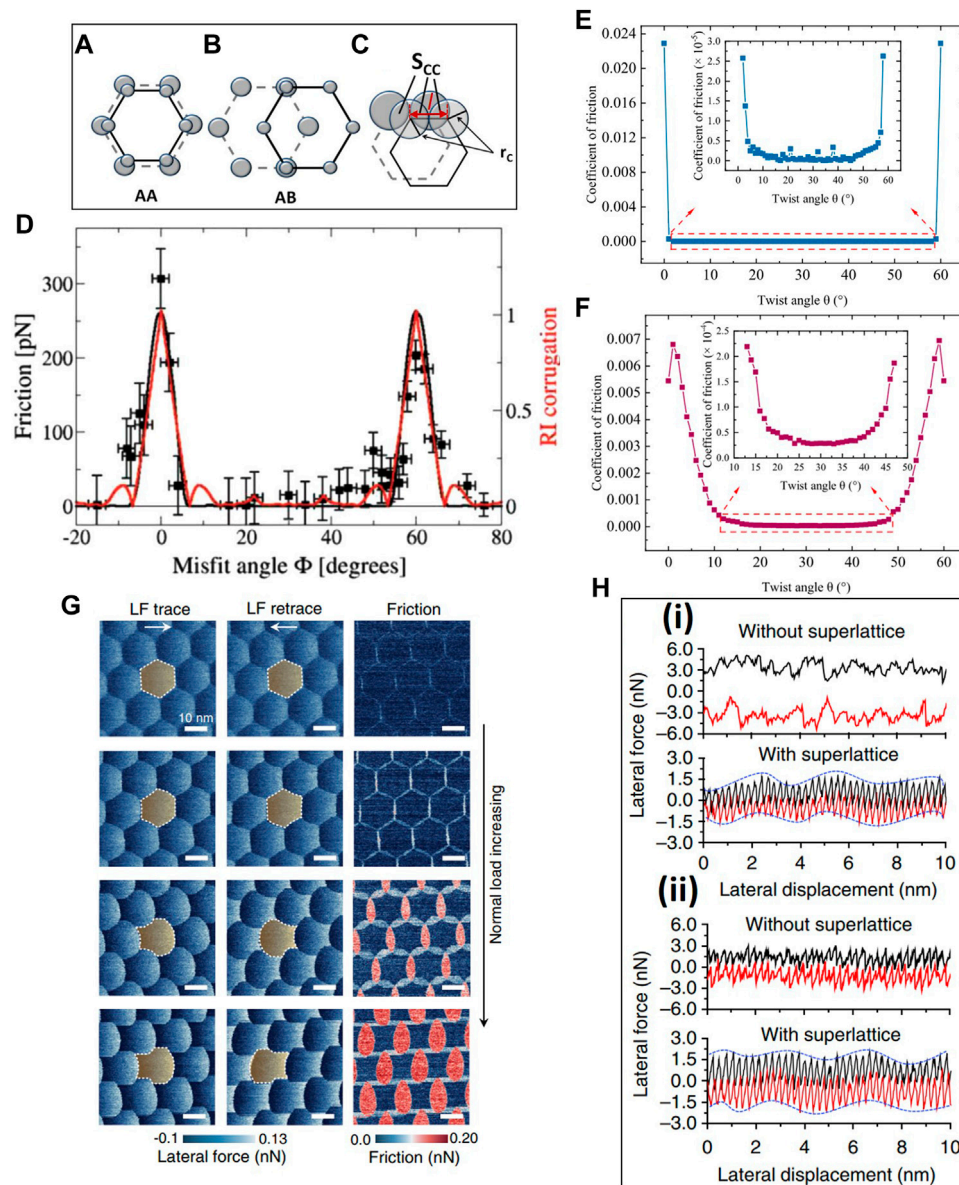 A
B
C
S_CC
r_C
AA
AB
D
Friction [pN]
300
200
100
0
RI corrugation
1
0.5
0
-20 0 20 40 60 80
Misfit angle Φ [degrees]
E
Coefficient of friction
0.024
0.020
0.016
0.012
0.008
0.004
0.000
Coefficient of friction (× 10⁻⁵)
2.5
2.0
1.5
1.0
0.5
0.0
0 10 20 30 40 50 60
Twist angle θ (°)
0 10 20 30 40 50 60
Twist angle θ (°)
F
Coefficient of friction
0.007
0.006
0.005
0.004
0.003
0.002
0.001
0.000
Coefficient of friction (× 10⁻⁴)
2.0
1.5
1.0
0.5
0.0
10 15 20 25 30 35 40 45 50
Twist angle θ (°)
0 10 20 30 40 50 60
Twist angle θ (°)
G
LF trace LF retrace Friction
10 nm
Normal load increasing
-0.1 0.13
Lateral force (nN)
0.0 0.20
Friction (nN)
H
(i)
Without superlattice
6.0
3.0
0.0
−3.0
−6.0
With superlattice
3.0
1.5
0.0
−1.5
−3.0
Lateral force (nN)
0 2 4 6 8 10
Lateral displacement (nm)
(ii)
Without superlattice
6.0
3.0
0.0
−3.0
−6.0
With superlattice
1.5
0.0
−1.5
−3.0
Lateral force (nN)
0 2 4 6 8 10
Lateral displacement (nm)